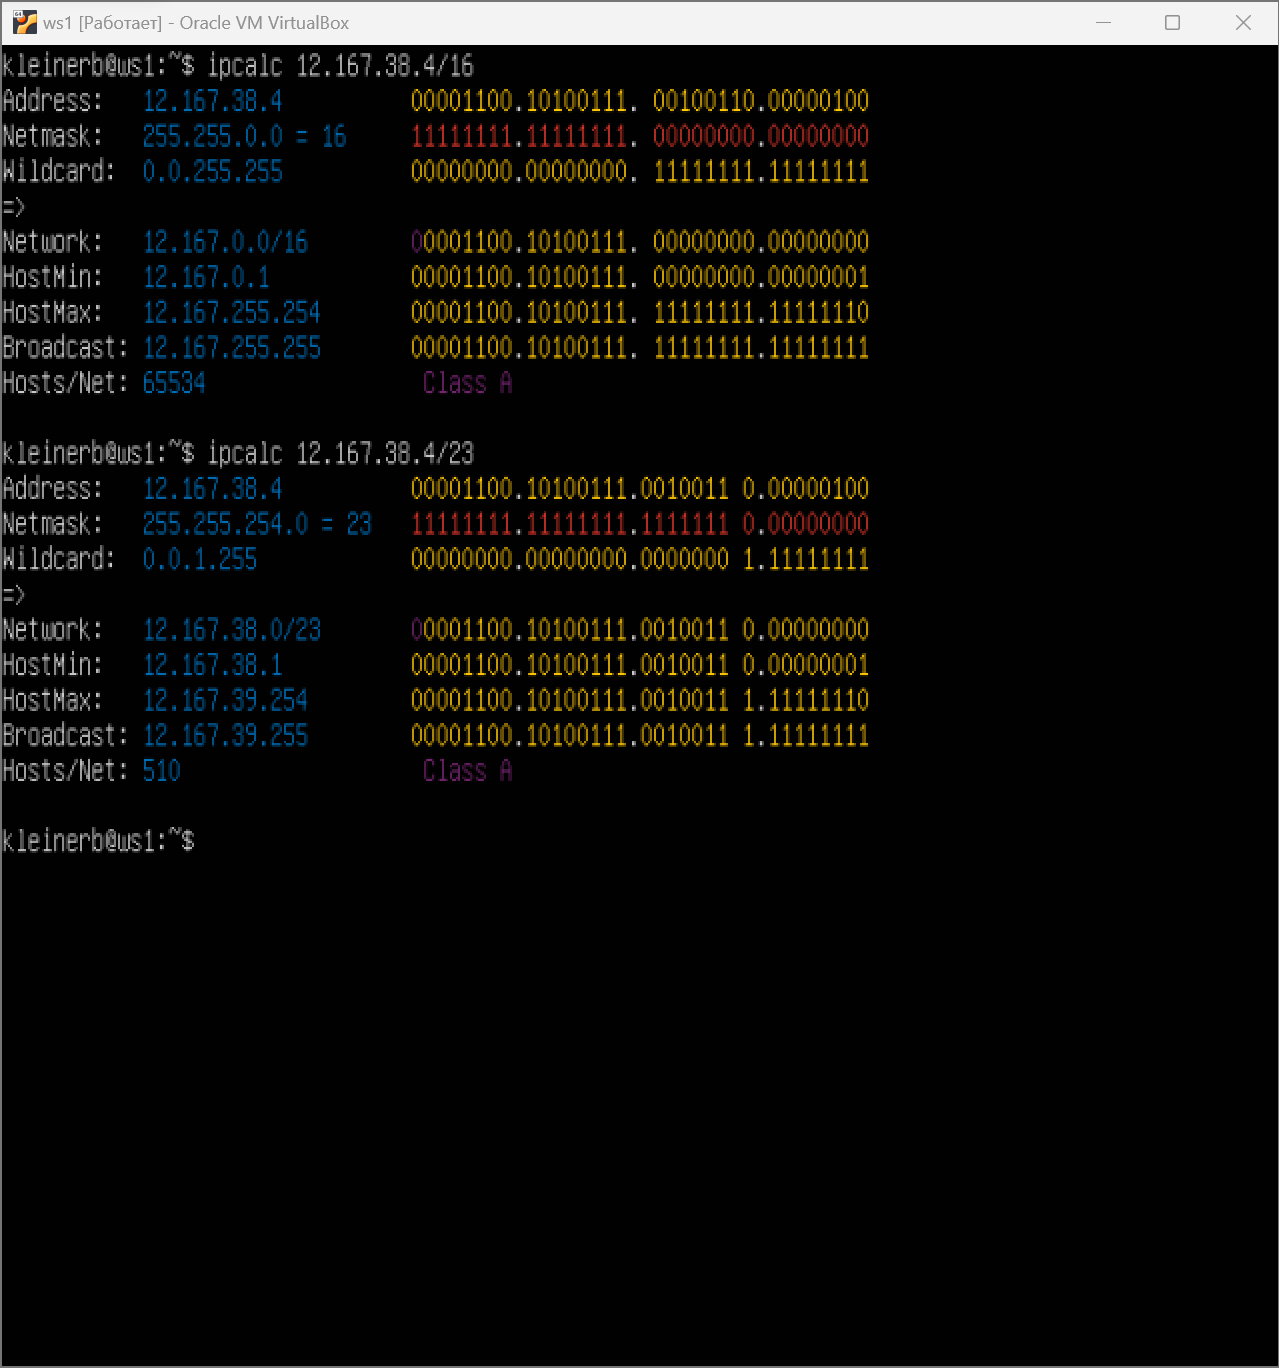 ws1 [Работает] - Oracle VM VirtualBox
kleinerb@ws1:~$ ipcalc 12.167.38.4/16
Address:   12.167.38.4          00001100.10100111. 00100110.00000100
Netmask:   255.255.0.0 = 16     11111111.11111111. 00000000.00000000
Wildcard:  0.0.255.255          00000000.00000000. 11111111.11111111
=>
Network:   12.167.0.0/16        00001100.10100111. 00000000.00000000
HostMin:   12.167.0.1           00001100.10100111. 00000000.00000001
HostMax:   12.167.255.254       00001100.10100111. 11111111.11111110
Broadcast: 12.167.255.255       00001100.10100111. 11111111.11111111
Hosts/Net: 65534                 Class A
kleinerb@ws1:~$ ipcalc 12.167.38.4/23
Address:   12.167.38.4          00001100.10100111.0010011 0.00000100
Netmask:   255.255.254.0 = 23   11111111.11111111.1111111 0.00000000
Wildcard:  0.0.1.255            00000000.00000000.0000000 1.11111111
=>
Network:   12.167.38.0/23       00001100.10100111.0010011 0.00000000
HostMin:   12.167.38.1          00001100.10100111.0010011 0.00000001
HostMax:   12.167.39.254        00001100.10100111.0010011 1.11111110
Broadcast: 12.167.39.255        00001100.10100111.0010011 1.11111111
Hosts/Net: 510                   Class A
kleinerb@ws1:~$